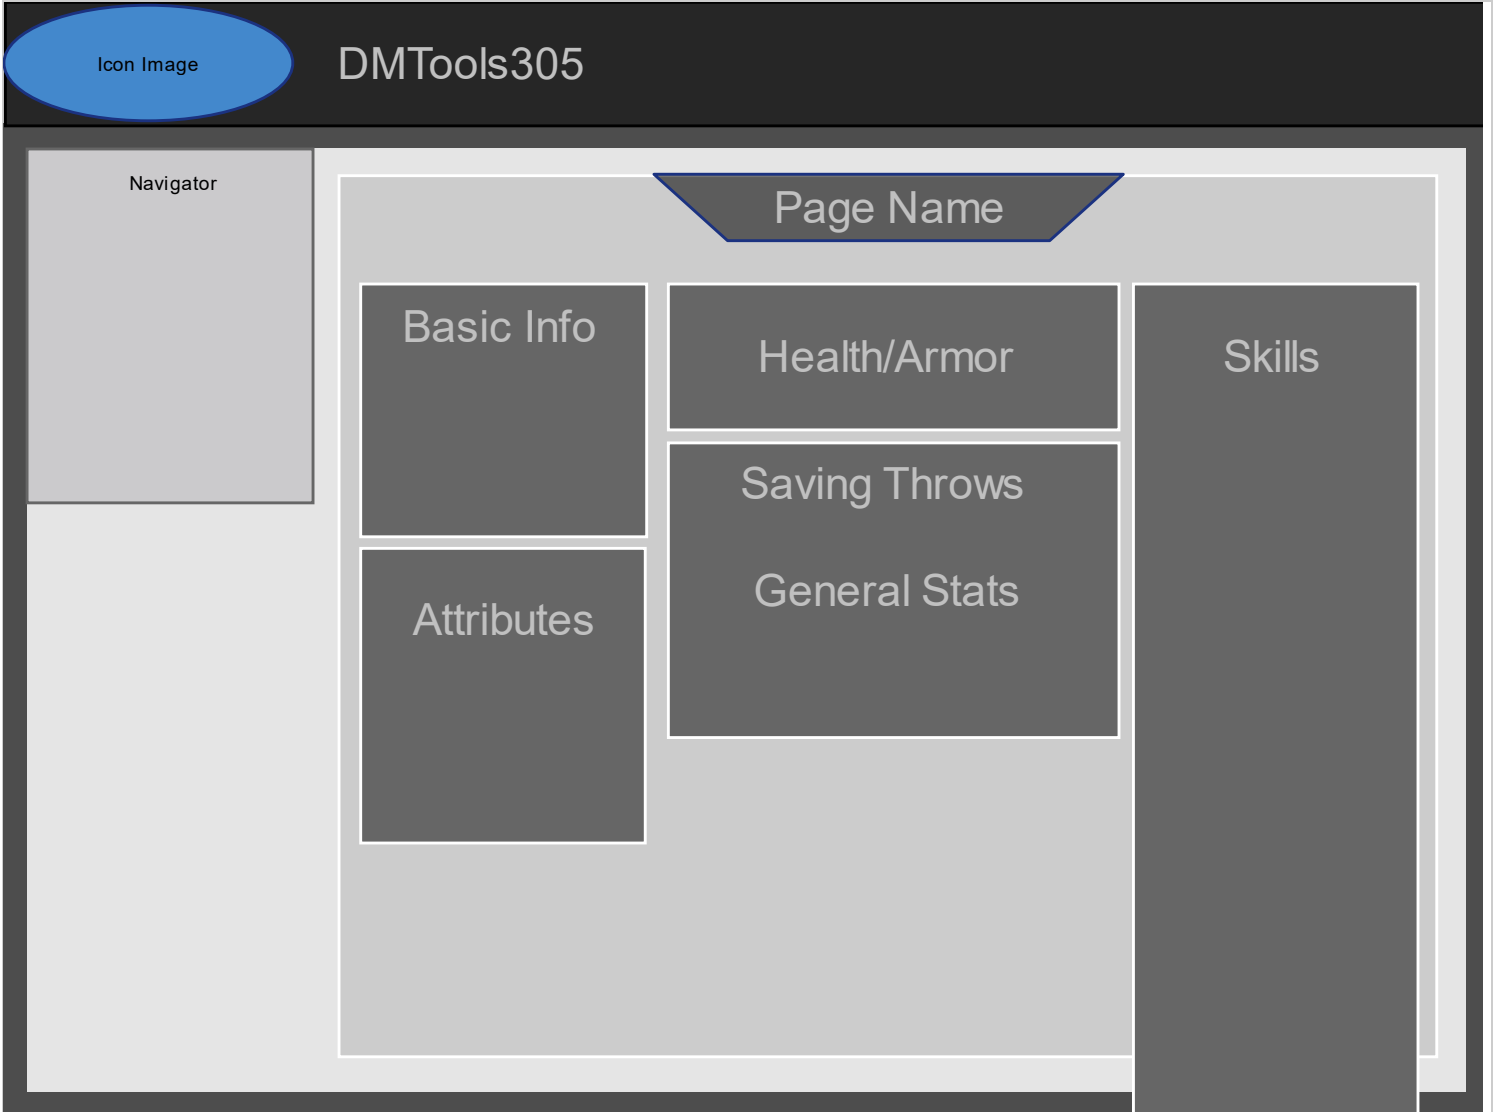 Icon Image
DMTools305
Navigator
Page Name
Basic Info
Health/Armor
Skills
Saving Throws
General Stats
Attributes